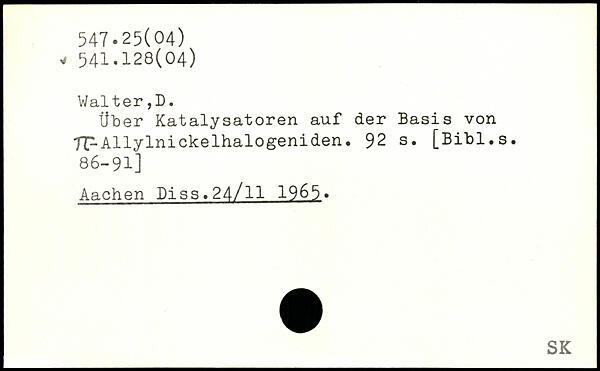 547.25(04)
✓ 541.128(04)
Walter,D.
Über Katalysatoren auf der Basis von
π-Allylnickelhalogeniden. 92 s. [Bibl.s.
86-91]
Aachen Diss.24/11 1965.
SK